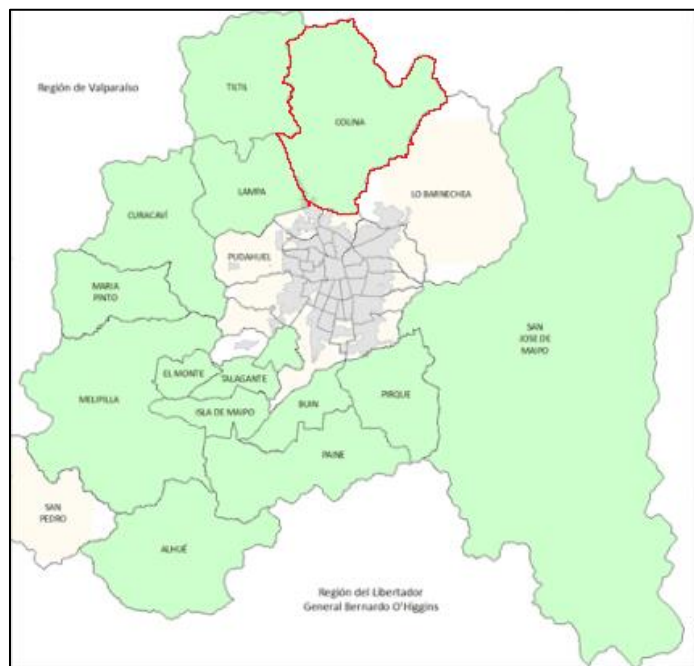 TILTIL
Región de Valparaíso
COLINA
LAMPA
LO BARNECHEA
CURACAVÍ
PUDAHUEL
MARIA
PINTO
SAN
JOSE DE
MAIPO
EL MONTE
TALAGANTE
MELIPILLA
ISLA DE MAIPO
BUIN
PIRQUE
PAINE
SAN
PEDRO
ALHUÉ
Región del Libertador
General Bernardo O'Higgins